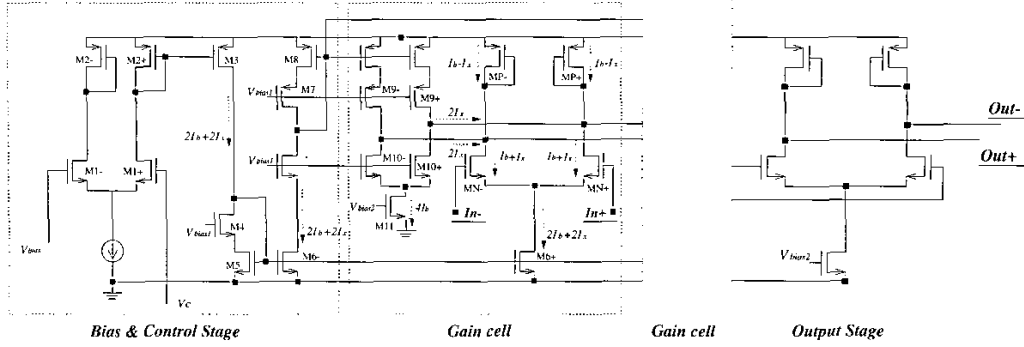 M2-
M2+
M3
M8
M7
Vbias1
2Ib+2Ix
Vbias1
M1-
M1+
Vbias
Vc
M4
Vbias1
M5
M6-
2Ib+2Ix
M9-
M9+
2Ix
2Ix
M10-
M10+
Vbias2
M11
4Ib
Ib-Ix
Ib-Ix
MP-
MP+
Ib+Ix
Ib+Ix
MN-
MN+
In-
In+
2Ib+2Ix
M6+
Out-
Out+
Vbias2
Bias & Control Stage
Gain cell
Gain cell
Output Stage